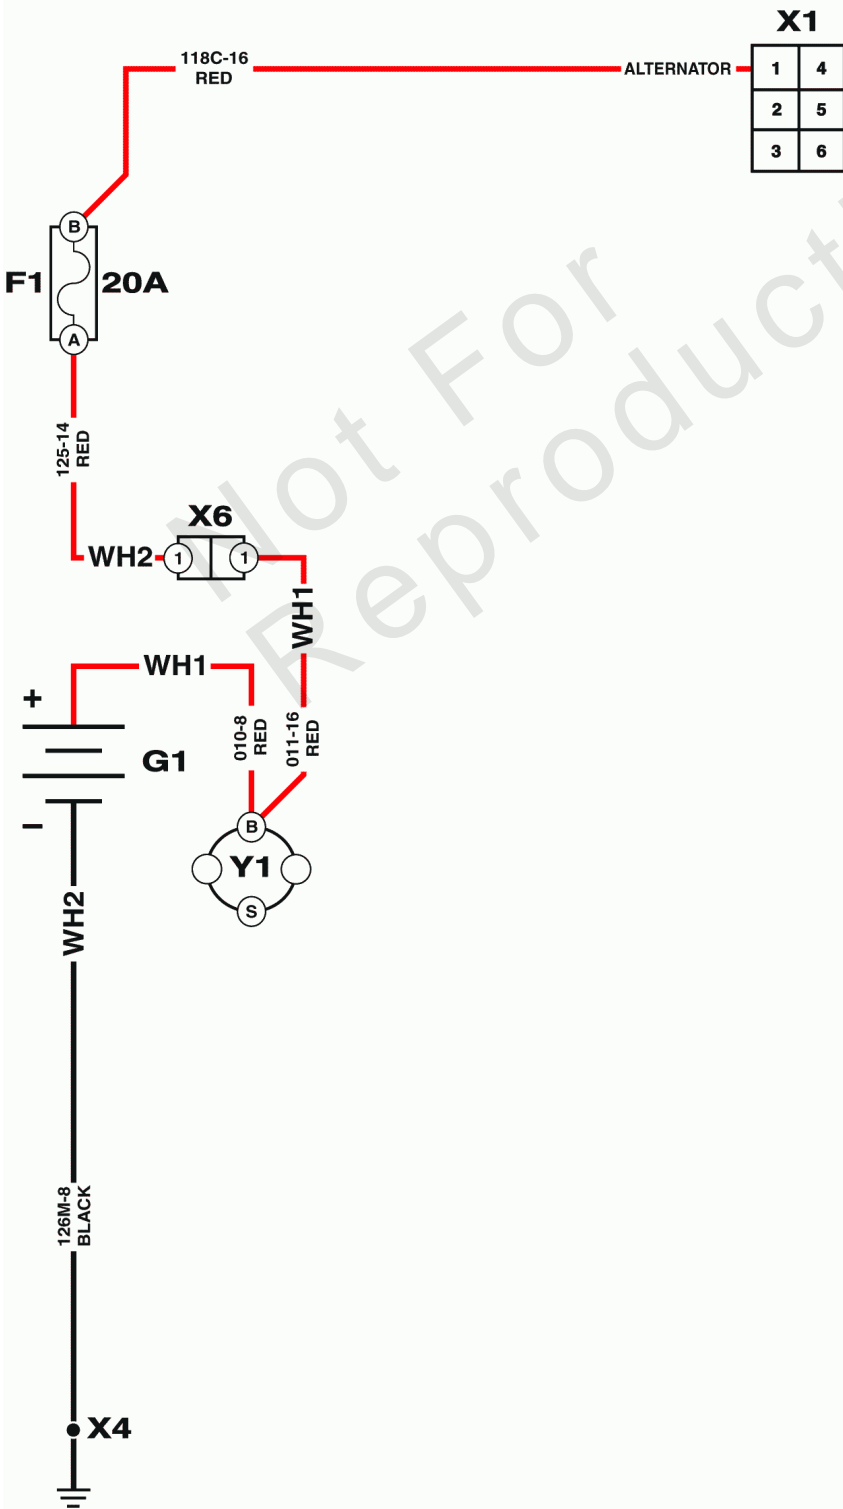 X1
118C-16
RED
ALTERNATOR
1 4
2 5
3 6
B
F1 20A
A
125-14
RED
X6
WH2 1 1
WH1
WH1
+
010-8
RED
011-16
RED
G1
B
−
Y1
S
WH2
126M-8
BLACK
X4
Not For
Reproduct